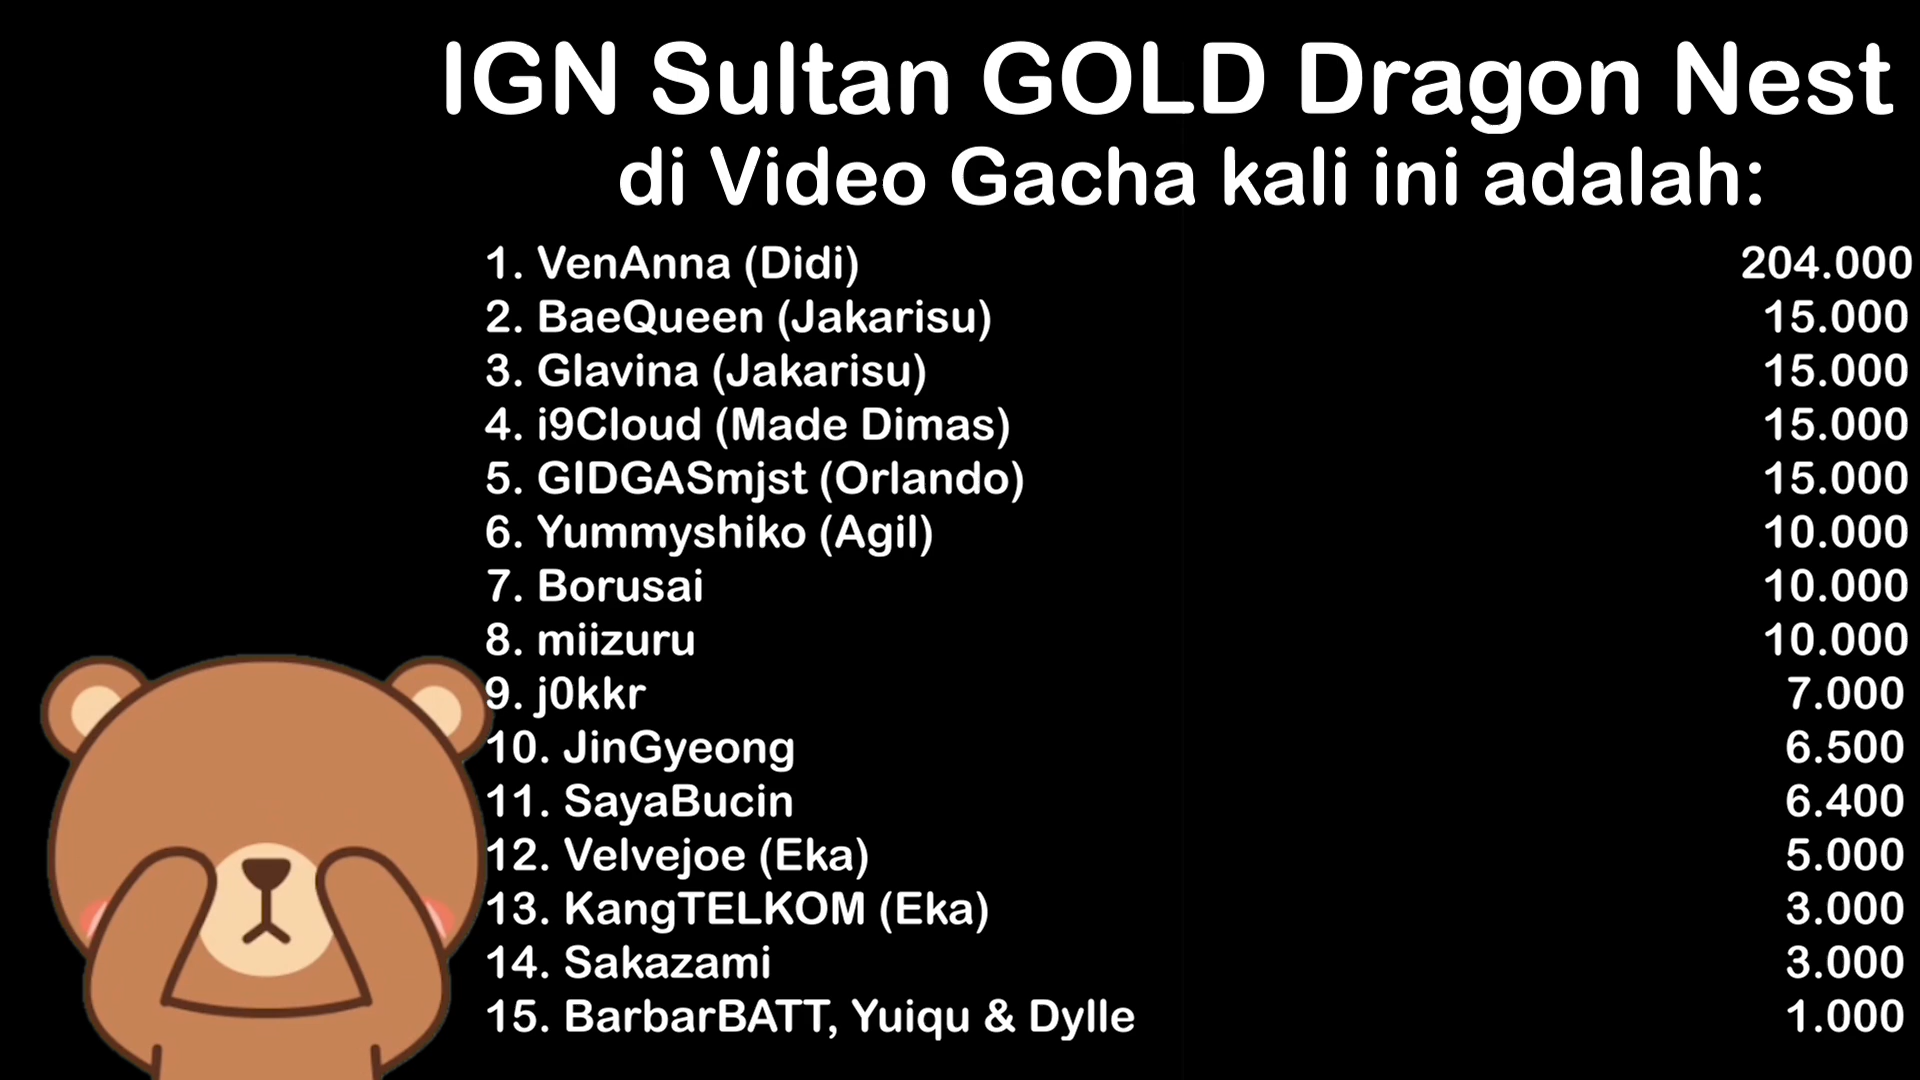 IGN Sultan GOLD Dragon Nest
di Video Gacha kali ini adalah:
1. VenAnna (Didi) 204.000
2. BaeQueen (Jakarisu) 15.000
3. Glavina (Jakarisu) 15.000
4. i9Cloud (Made Dimas) 15.000
5. GIDGASmjst (Orlando) 15.000
6. Yummyshiko (Agil) 10.000
7. Borusai 10.000
8. miizuru 10.000
9. j0kkr 7.000
10. JinGyeong 6.500
11. SayaBucin 6.400
12. Velvejoe (Eka) 5.000
13. KangTELKOM (Eka) 3.000
14. Sakazami 3.000
15. BarbarBATT, Yuiqu & Dylle 1.000